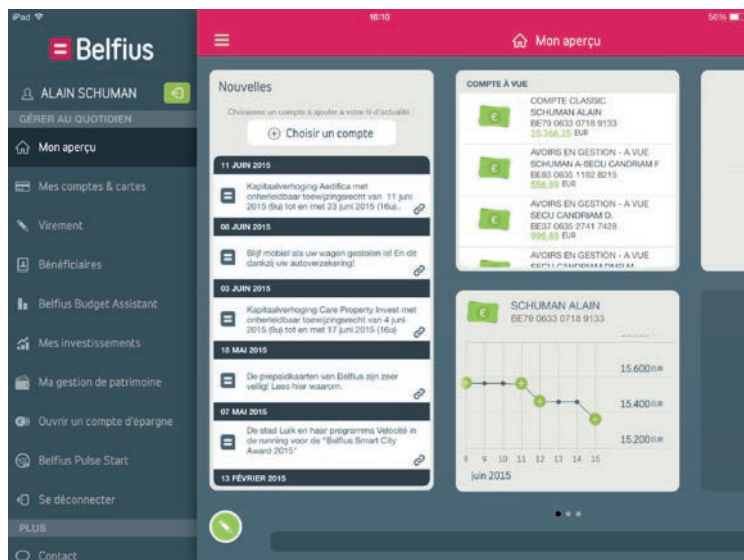 iPad
16:10
56%
Belfius
Mon aperçu
ALAIN SCHUMAN
GÉRER AU QUOTIDIEN
Mon aperçu
Mes comptes & cartes
Virement
Bénéficiaires
Belfius Budget Assistant
Mes investissements
Ma gestion de patrimoine
Ouvrir un compte d'épargne
Belfius Pulse Start
Se déconnecter
PLUS
Contact
Nouvelles
Choisissez un compte à ajouter à votre fil d'actualité :
Choisir un compte
11 JUIN 2015
Kapitaalverhoging Aedifica met
onherleidbaar toewijzingsrecht van 11 juni
2015 (9u) tot en met 23 juni 2015 (16u)..
08 JUIN 2015
Blijf mobiel als uw wagen gestolen is! En dit
dankzij uw autoverzekering!
03 JUIN 2015
Kapitaalverhoging Care Property Invest met
onherleidbaar toewijzingsrecht van 4 juni
2015 (9u) tot en met 17 juni 2015 (16u)
18 MAI 2015
De prepaidkaarten van Belfius zijn zeer
veilig! Lees hier waarom.
07 MAI 2015
De stad Luik en haar programma Velocité in
de running voor de "Belfius Smart City
Award 2015"
13 FÉVRIER 2015
COMPTE À VUE
COMPTE CLASSIC
SCHUMAN ALAIN
BE79 0633 0718 9133
15.366,25 EUR
AVOIRS EN GESTION - A VUE
SCHUMAN A-SECU CANDRIAM F
BE83 0635 1182 8215
556,89 EUR
AVOIRS EN GESTION - A VUE
SECU CANDRIAM D.
BE37 0635 2741 7428
996,89 EUR
AVOIRS EN GESTION - A VUE
SECU CANDRIAM DMR M
SCHUMAN ALAIN
BE79 0633 0718 9133
15.600 EUR
15.400 EUR
15.200 EUR
8 9 10 11 12 13 14 15
juin 2015